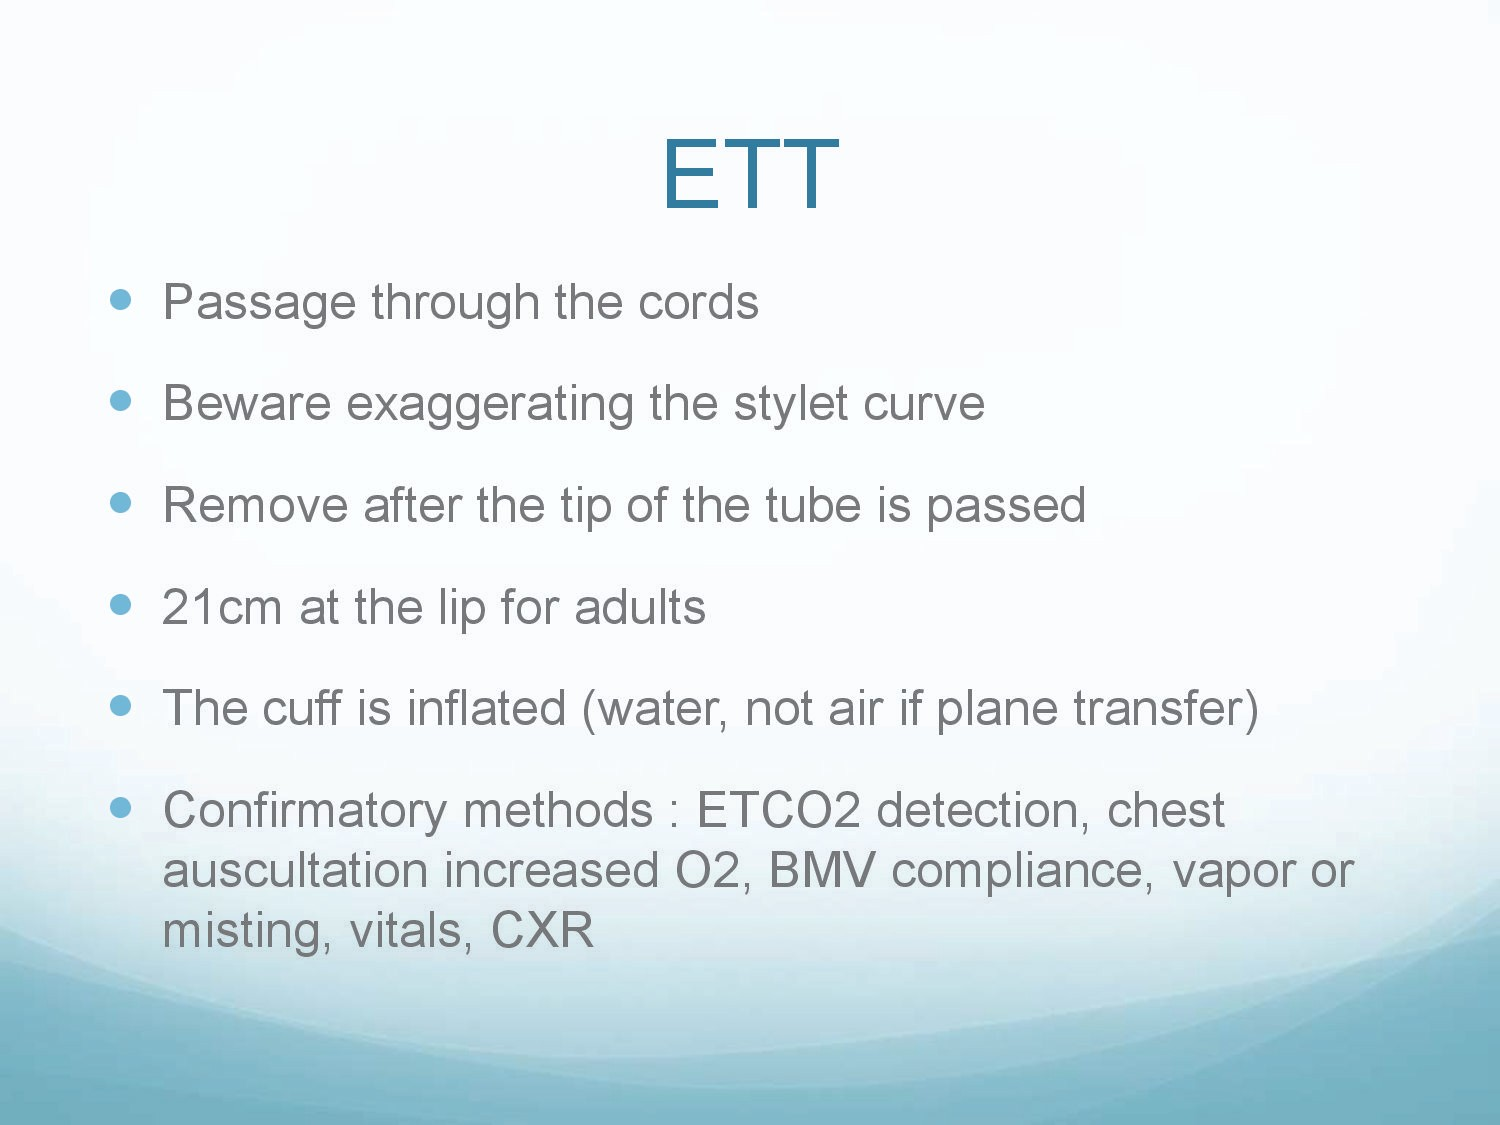 ETT
Passage through the cords
Beware exaggerating the stylet curve
Remove after the tip of the tube is passed
21cm at the lip for adults
The cuff is inflated (water, not air if plane transfer)
Confirmatory methods : ETCO2 detection, chest
auscultation increased O2, BMV compliance, vapor or
misting, vitals, CXR